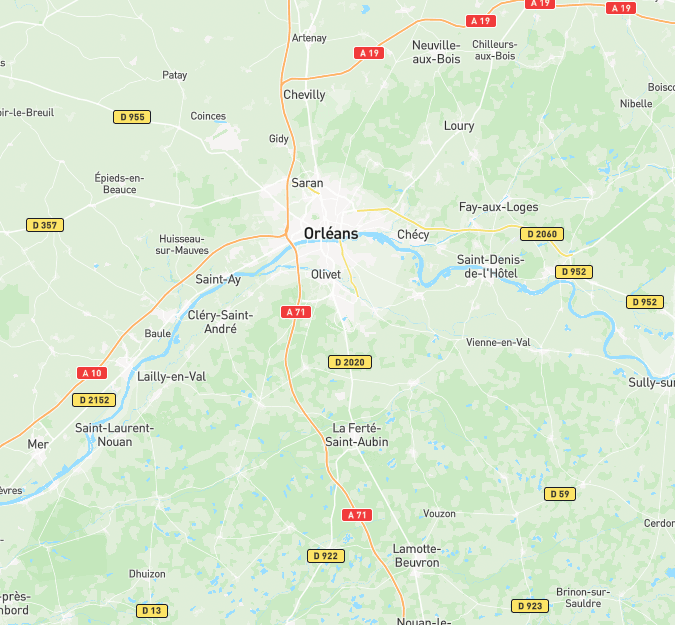 A 19
A 19
A 19
Artenay
Neuville-
aux-Bois
Chilleurs-
aux-Bois
A 19
Patay
Chevilly
Nibelle
oir-le-Breuil
D 955
Coinces
Loury
Gidy
Épieds-en-
Beauce
Saran
Fay-aux-Loges
D 357
Orléans
Chécy
D 2060
Huisseau-
sur-Mauves
Saint-Denis-
de-l'Hôtel
D 952
Saint-Ay
Olivet
D 952
Cléry-Saint-
André
A 71
Baule
Vienne-en-Val
D 2020
A 10
Lailly-en-Val
Sully-sur
D 2152
Saint-Laurent-
Nouan
La Ferté-
Saint-Aubin
Mer
èvres
D 59
A 71
Vouzon
Cerdon
D 922
Lamotte-
Beuvron
Dhuizon
-près-
nbord
D 13
Brinon-sur-
Sauldre
D 923
Nouan-le-